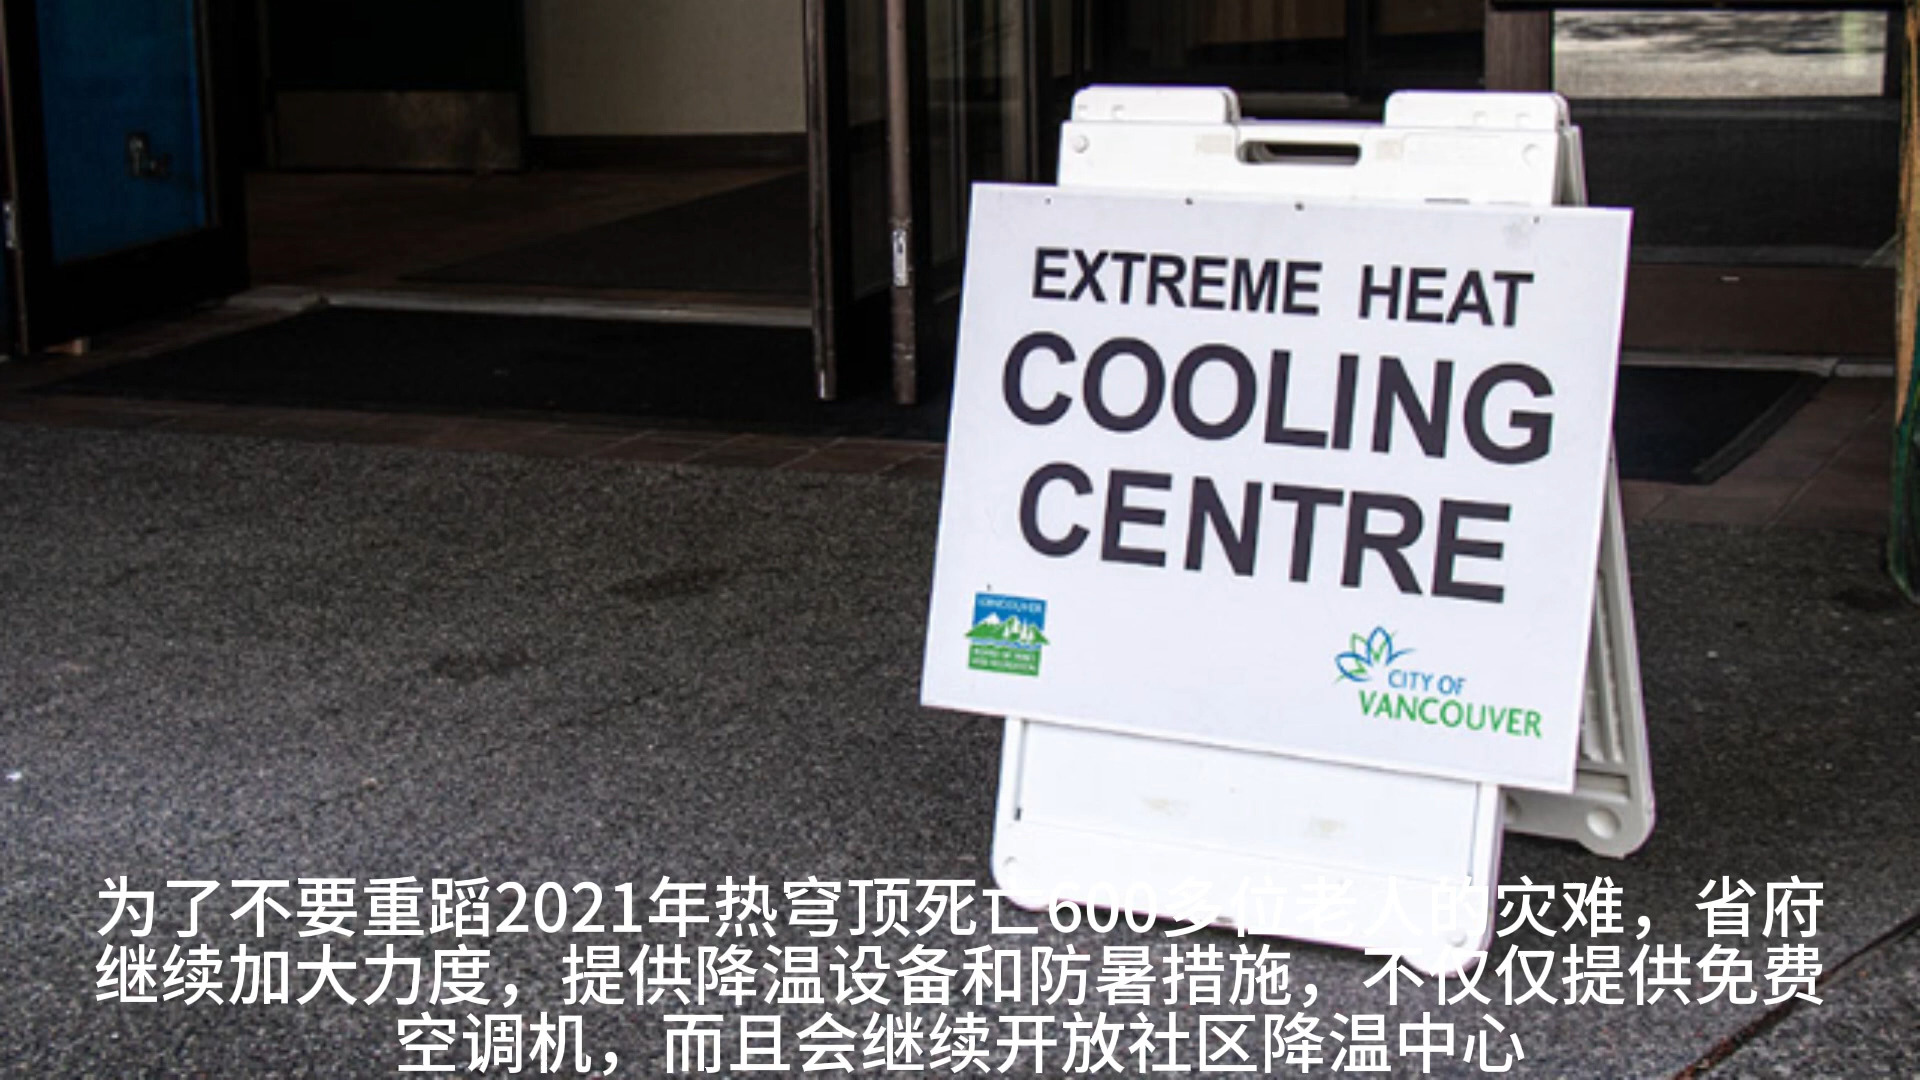 EXTREME HEAT
COOLING
CENTRE
VANCOUVER
CITY OF
VANCOUVER
为了不要重蹈2021年热穹顶死亡600多位老人的灾难，省府
继续加大力度，提供降温设备和防暑措施，不仅仅提供免费
空调机，而且会继续开放社区降温中心